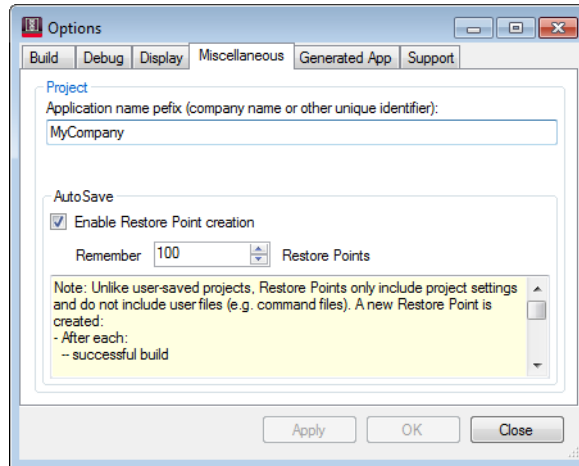 Options
Build Debug Display Miscellaneous Generated App Support
Project
Application name pefix (company name or other unique identifier):
MyCompany
AutoSave
Enable Restore Point creation
Remember 100 Restore Points
Note: Unlike user-saved projects, Restore Points only include project settings
and do not include user files (e.g. command files). A new Restore Point is
created:
- After each:
-- successful build
Apply OK Close